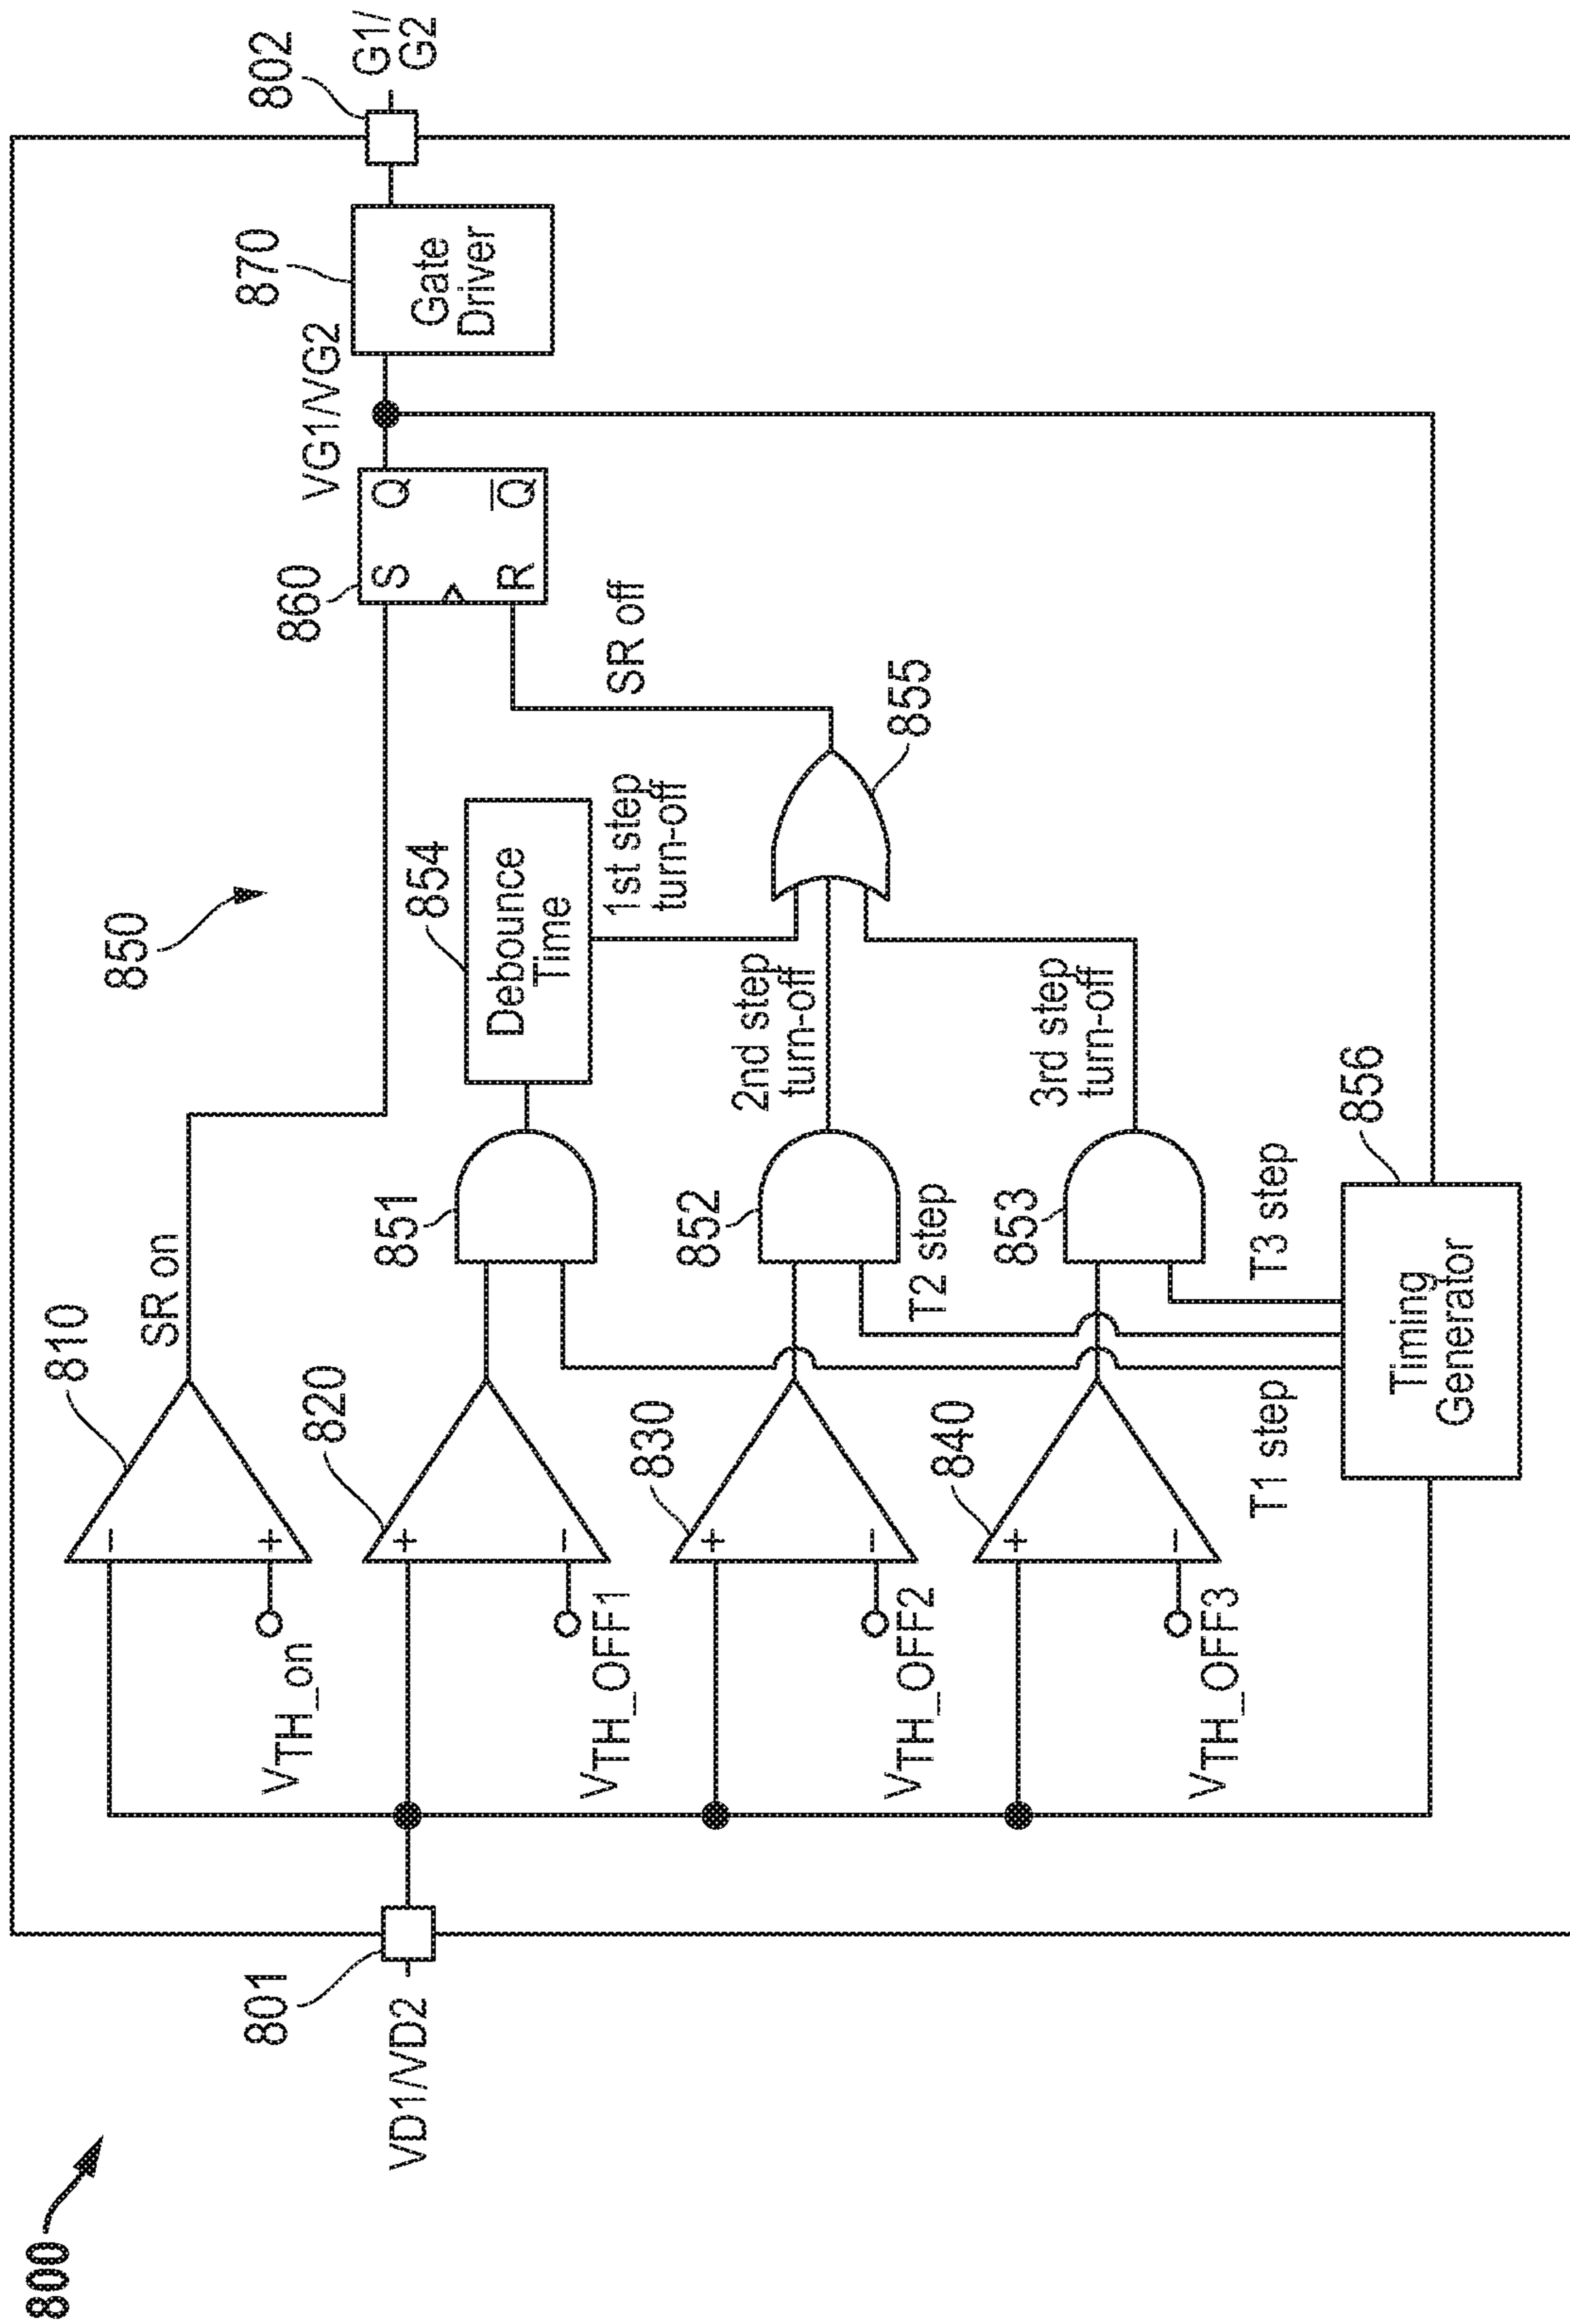 800
850
801
VD1/VD2
810
SR on
-
+
VTH_on
820
+
-
VTH_OFF1
851
854
Debounce
Time
1st step
turn-off
860
S
Q
R
Q
VG1/VG2
870
Gate
Driver
802
G1/
G2
SR off
855
830
+
-
VTH_OFF2
852
T2 step
2nd step
turn-off
840
+
-
VTH_OFF3
853
T3 step
3rd step
turn-off
T1 step
856
Timing
Generator